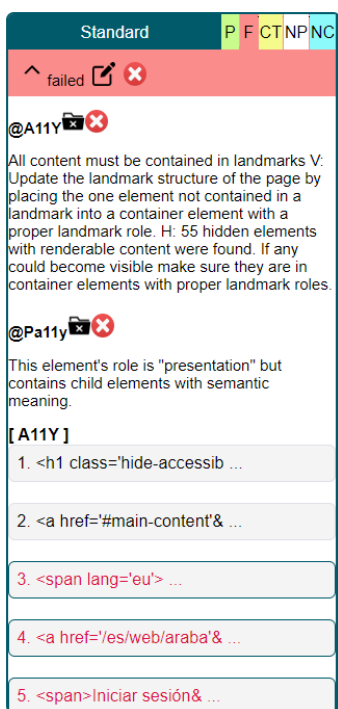 Standard P F CT NP NC
failed
@A11Y
All content must be contained in landmarks V:
Update the landmark structure of the page by
placing the one element not contained in a
landmark into a container element with a
proper landmark role. H: 55 hidden elements
with renderable content were found. If any
could become visible make sure they are in
container elements with proper landmark roles.
@Pa11y
This element's role is "presentation" but
contains child elements with semantic
meaning.
[ A11Y ]
1. <h1 class='hide-accessib ...
2. <a href='#main-content'& ...
3. <span lang='eu'> ...
4. <a href='/es/web/araba'& ...
5. <span>Iniciar sesión& ...